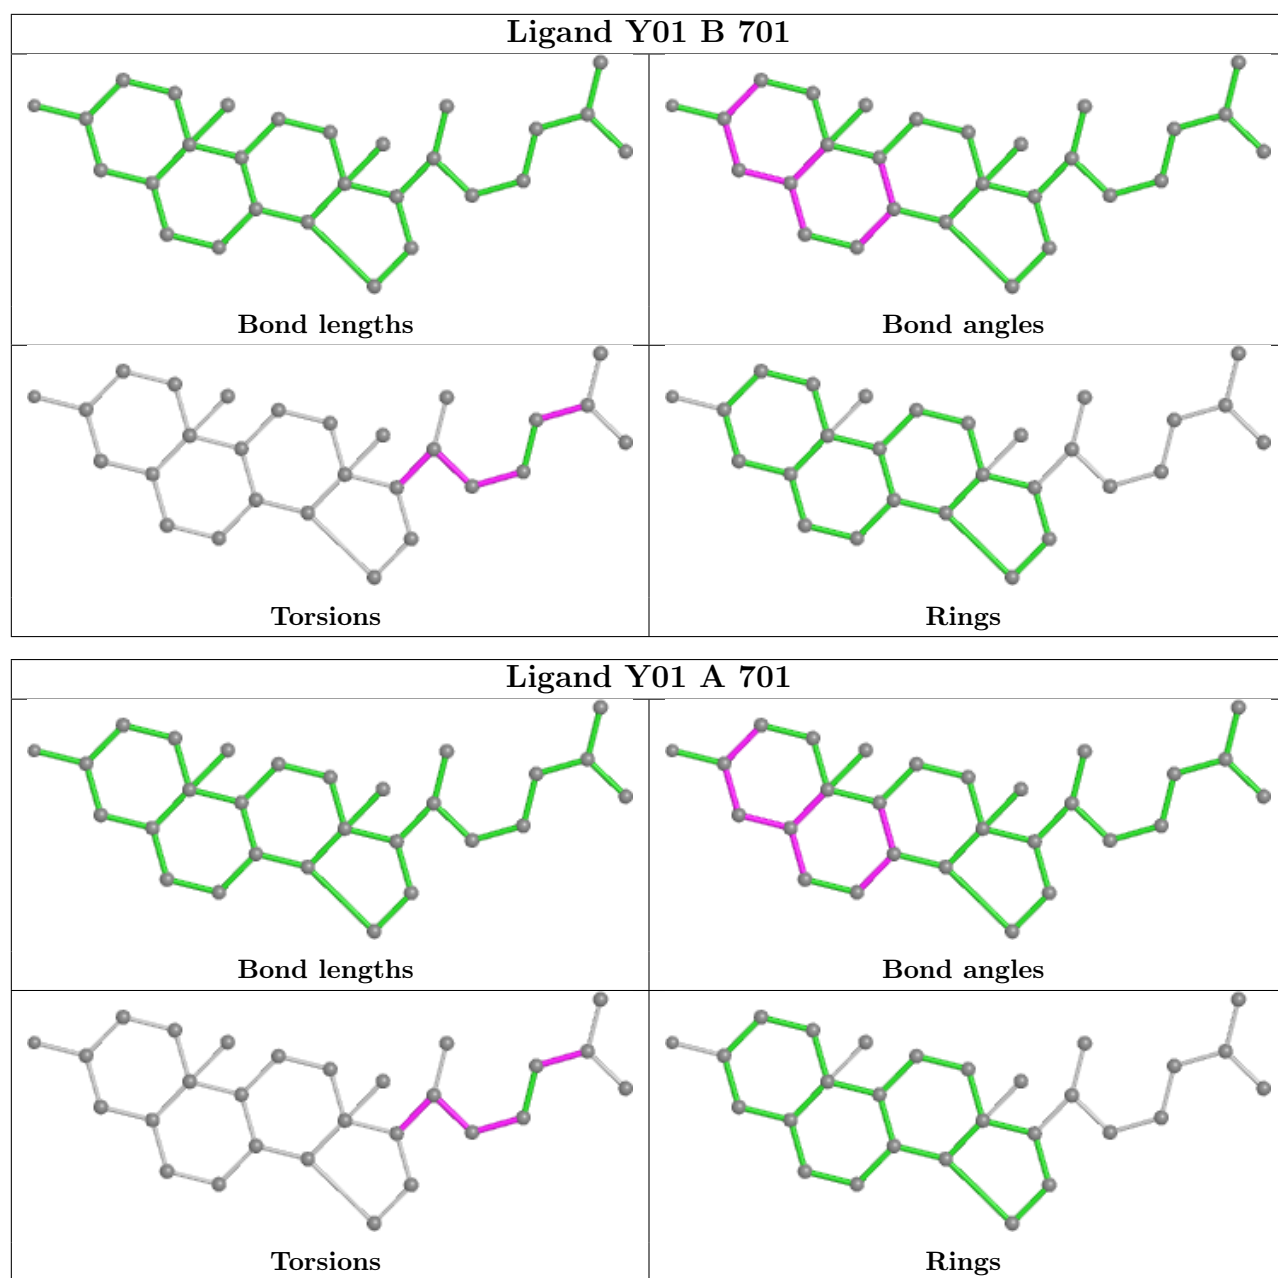 Ligand Y01 B 701
Bond lengths
Bond angles
Torsions
Rings
Ligand Y01 A 701
Bond lengths
Bond angles
Torsions
Rings